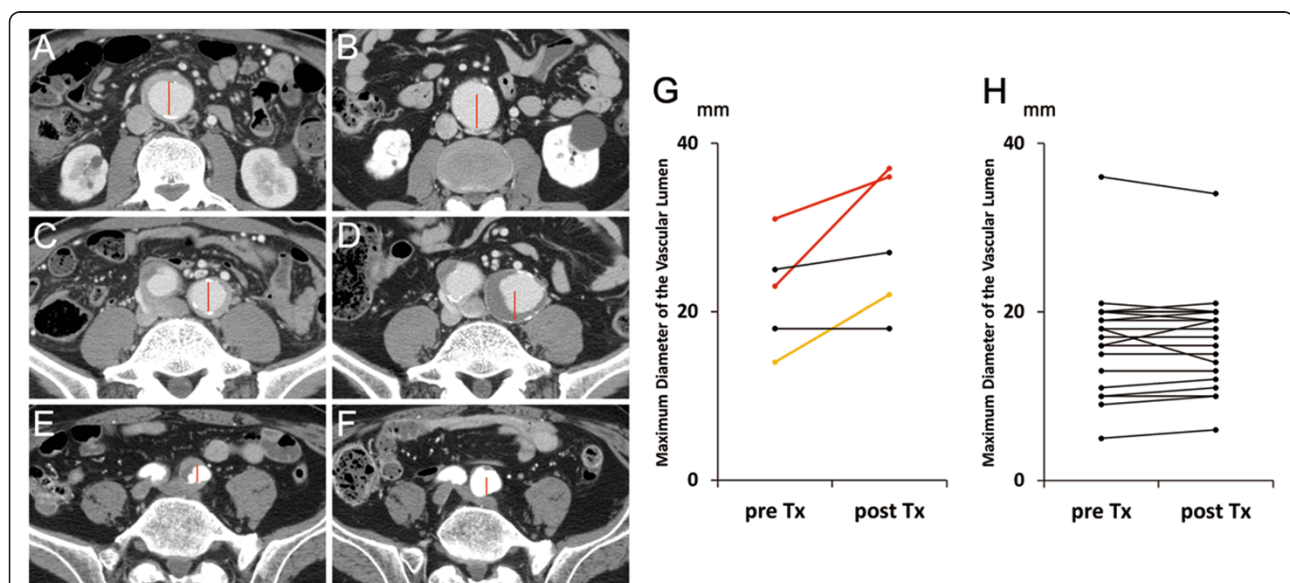 A
B
C
D
E
F
G
mm
Maximum Diameter of the Vascular Lumen
40
20
0
pre Tx
post Tx
H
mm
Maximum Diameter of the Vascular Lumen
40
20
0
pre Tx
post Tx